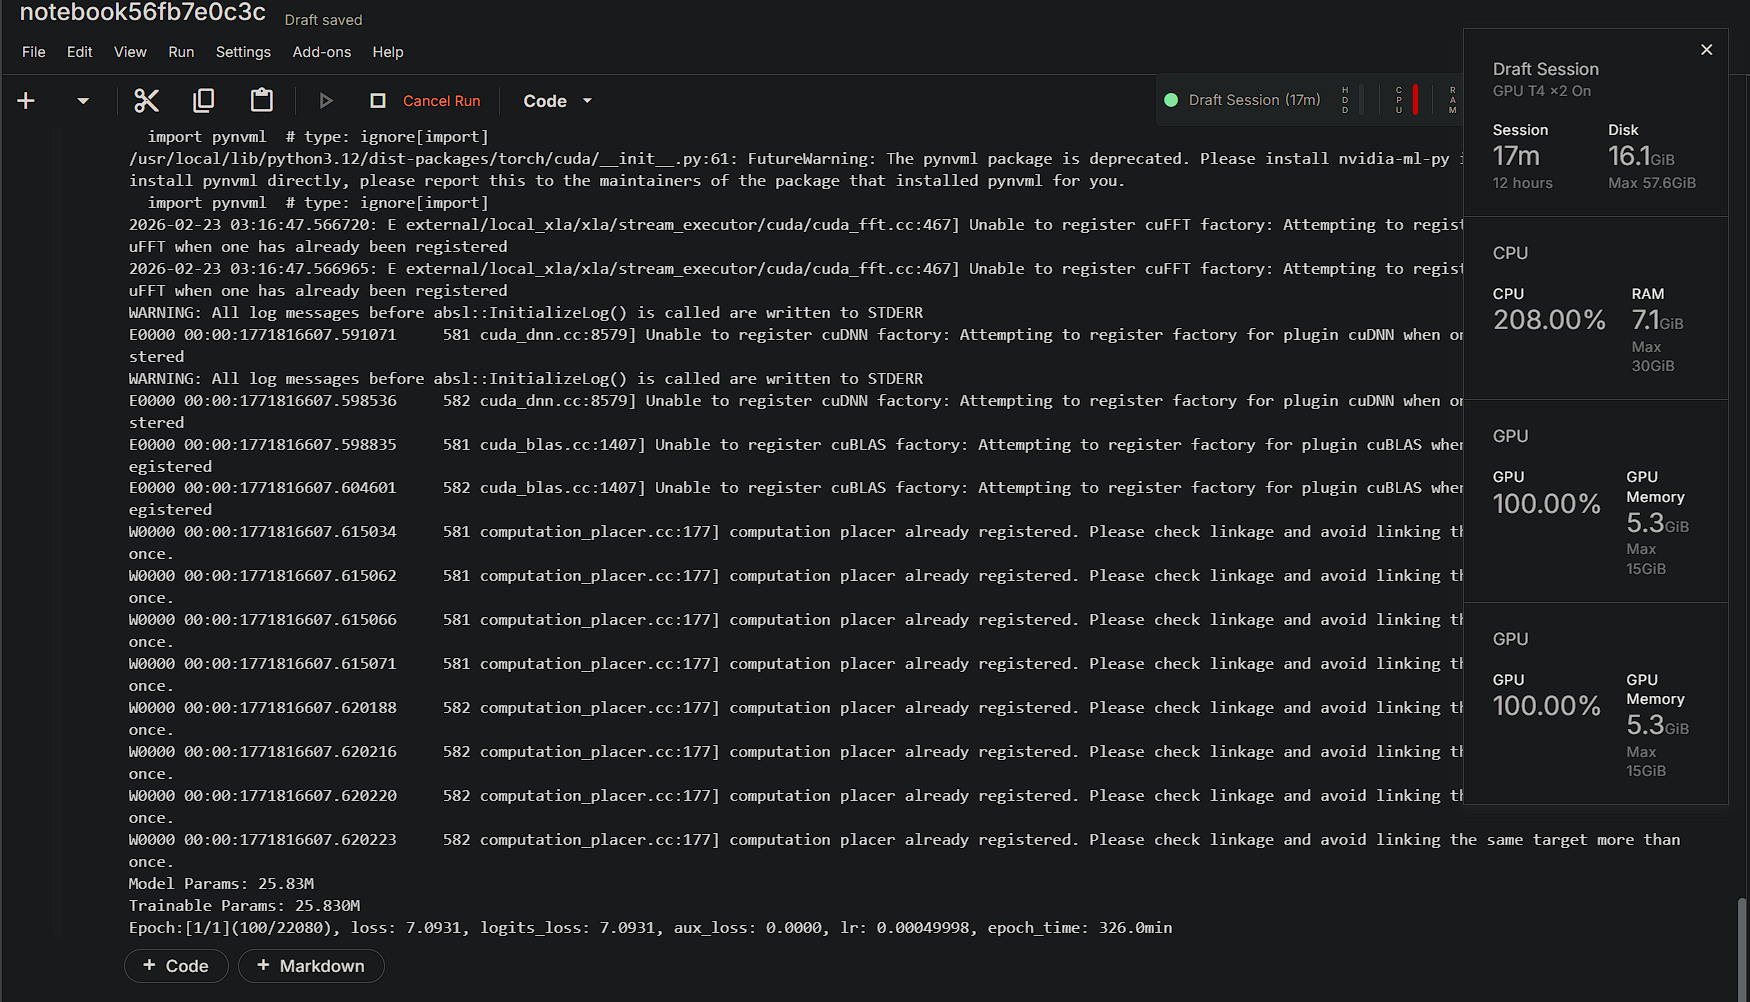 notebook56fb7e0c3c Draft saved
File Edit View Run Settings Add-ons Help
Cancel Run Code Draft Session (17m) HDD CPU RAM
import pynvml  # type: ignore[import]
/usr/local/lib/python3.12/dist-packages/torch/cuda/__init__.py:61: FutureWarning: The pynvml package is deprecated. Please install nvidia-ml-py
install pynvml directly, please report this to the maintainers of the package that installed pynvml for you.
import pynvml  # type: ignore[import]
2026-02-23 03:16:47.566720: E external/local_xla/xla/stream_executor/cuda/cuda_fft.cc:467] Unable to register cuFFT factory: Attempting to regist
uFFT when one has already been registered
2026-02-23 03:16:47.566965: E external/local_xla/xla/stream_executor/cuda/cuda_fft.cc:467] Unable to register cuFFT factory: Attempting to regist
uFFT when one has already been registered
WARNING: All log messages before absl::InitializeLog() is called are written to STDERR
E0000 00:00:1771816607.591071     581 cuda_dnn.cc:8579] Unable to register cuDNN factory: Attempting to register factory for plugin cuDNN when on
stered
WARNING: All log messages before absl::InitializeLog() is called are written to STDERR
E0000 00:00:1771816607.598536     582 cuda_dnn.cc:8579] Unable to register cuDNN factory: Attempting to register factory for plugin cuDNN when on
stered
E0000 00:00:1771816607.598835     581 cuda_blas.cc:1407] Unable to register cuBLAS factory: Attempting to register factory for plugin cuBLAS when
egistered
E0000 00:00:1771816607.604601     582 cuda_blas.cc:1407] Unable to register cuBLAS factory: Attempting to register factory for plugin cuBLAS when
egistered
W0000 00:00:1771816607.615034     581 computation_placer.cc:177] computation placer already registered. Please check linkage and avoid linking th
once.
W0000 00:00:1771816607.615062     581 computation_placer.cc:177] computation placer already registered. Please check linkage and avoid linking th
once.
W0000 00:00:1771816607.615066     581 computation_placer.cc:177] computation placer already registered. Please check linkage and avoid linking th
once.
W0000 00:00:1771816607.615071     581 computation_placer.cc:177] computation placer already registered. Please check linkage and avoid linking th
once.
W0000 00:00:1771816607.620188     582 computation_placer.cc:177] computation placer already registered. Please check linkage and avoid linking th
once.
W0000 00:00:1771816607.620216     582 computation_placer.cc:177] computation placer already registered. Please check linkage and avoid linking th
once.
W0000 00:00:1771816607.620220     582 computation_placer.cc:177] computation placer already registered. Please check linkage and avoid linking th
once.
W0000 00:00:1771816607.620223     582 computation_placer.cc:177] computation placer already registered. Please check linkage and avoid linking the same target more than
once.
Model Params: 25.83M
Trainable Params: 25.830M
Epoch:[1/1](100/22080), loss: 7.0931, logits_loss: 7.0931, aux_loss: 0.0000, lr: 0.00049998, epoch_time: 326.0min
+ Code + Markdown
Draft Session
GPU T4 ×2 On
Session Disk
17m 16.1GiB
12 hours Max 57.6GiB
CPU
CPU RAM
208.00% 7.1GiB
Max
30GiB
GPU
GPU GPU
Memory
100.00% 5.3GiB
Max
15GiB
GPU
GPU GPU
Memory
100.00% 5.3GiB
Max
15GiB